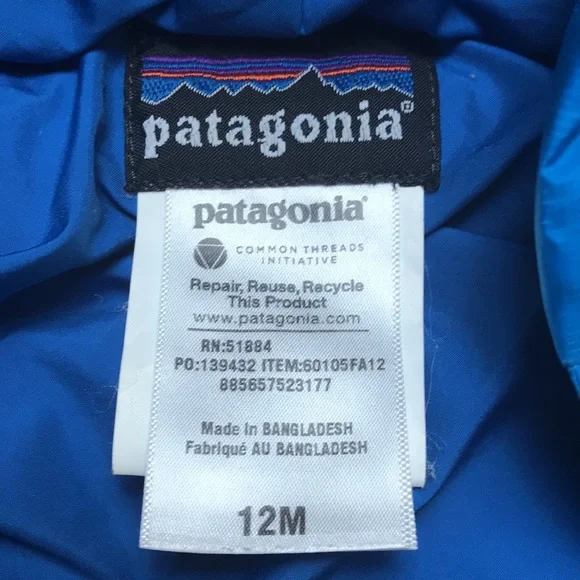 patagonia®
patagonia®
COMMON THREADS
INITIATIVE
Repair, Reuse, Recycle
This Product
www.patagonia.com
RN:51884
PO:139432 ITEM:60105FA12
885657523177
Made in BANGLADESH
Fabriqué AU BANGLADESH
12M